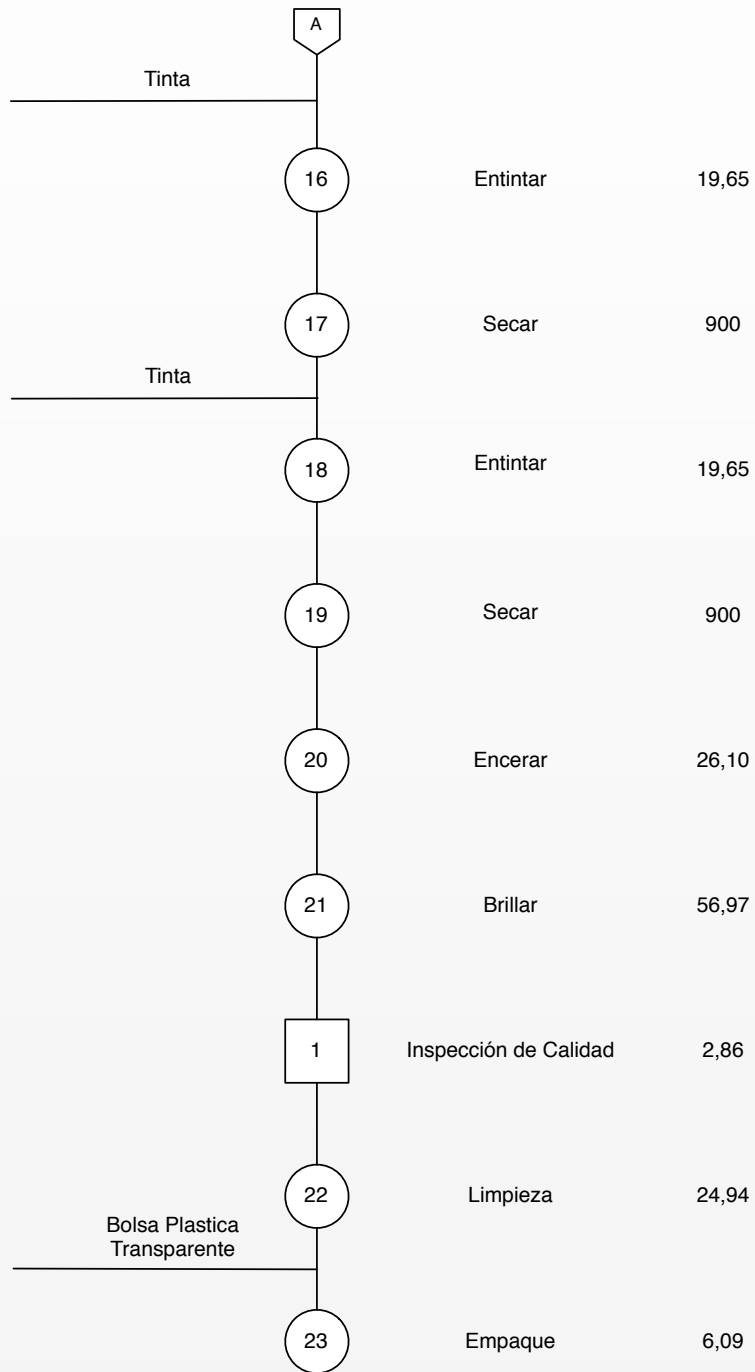 A
Tinta
16 Entintar 19,65
17 Secar 900
Tinta
18 Entintar 19,65
19 Secar 900
20 Encerar 26,10
21 Brillar 56,97
1 Inspección de Calidad 2,86
22 Limpieza 24,94
Bolsa Plastica
Transparente
23 Empaque 6,09